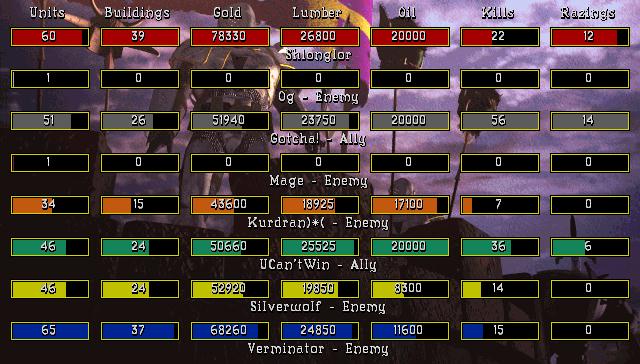 Units Buildings Gold Lumber Oil Kills Razings
60 39 78330 26800 20000 22 12
Shlonglor
1 0 0 0 0 0 0
Og - Enemy
51 26 51940 23750 20000 56 14
Gotcha! - Ally
1 0 0 0 0 0 0
Mage - Enemy
34 15 43600 18925 17100 7 0
Kurdran)*( - Enemy
46 24 50660 25525 20000 36 6
UCan'tWin - Ally
46 24 52920 19850 8300 14 0
Silverwolf - Enemy
65 37 68260 24850 11600 15 0
Verminator - Enemy